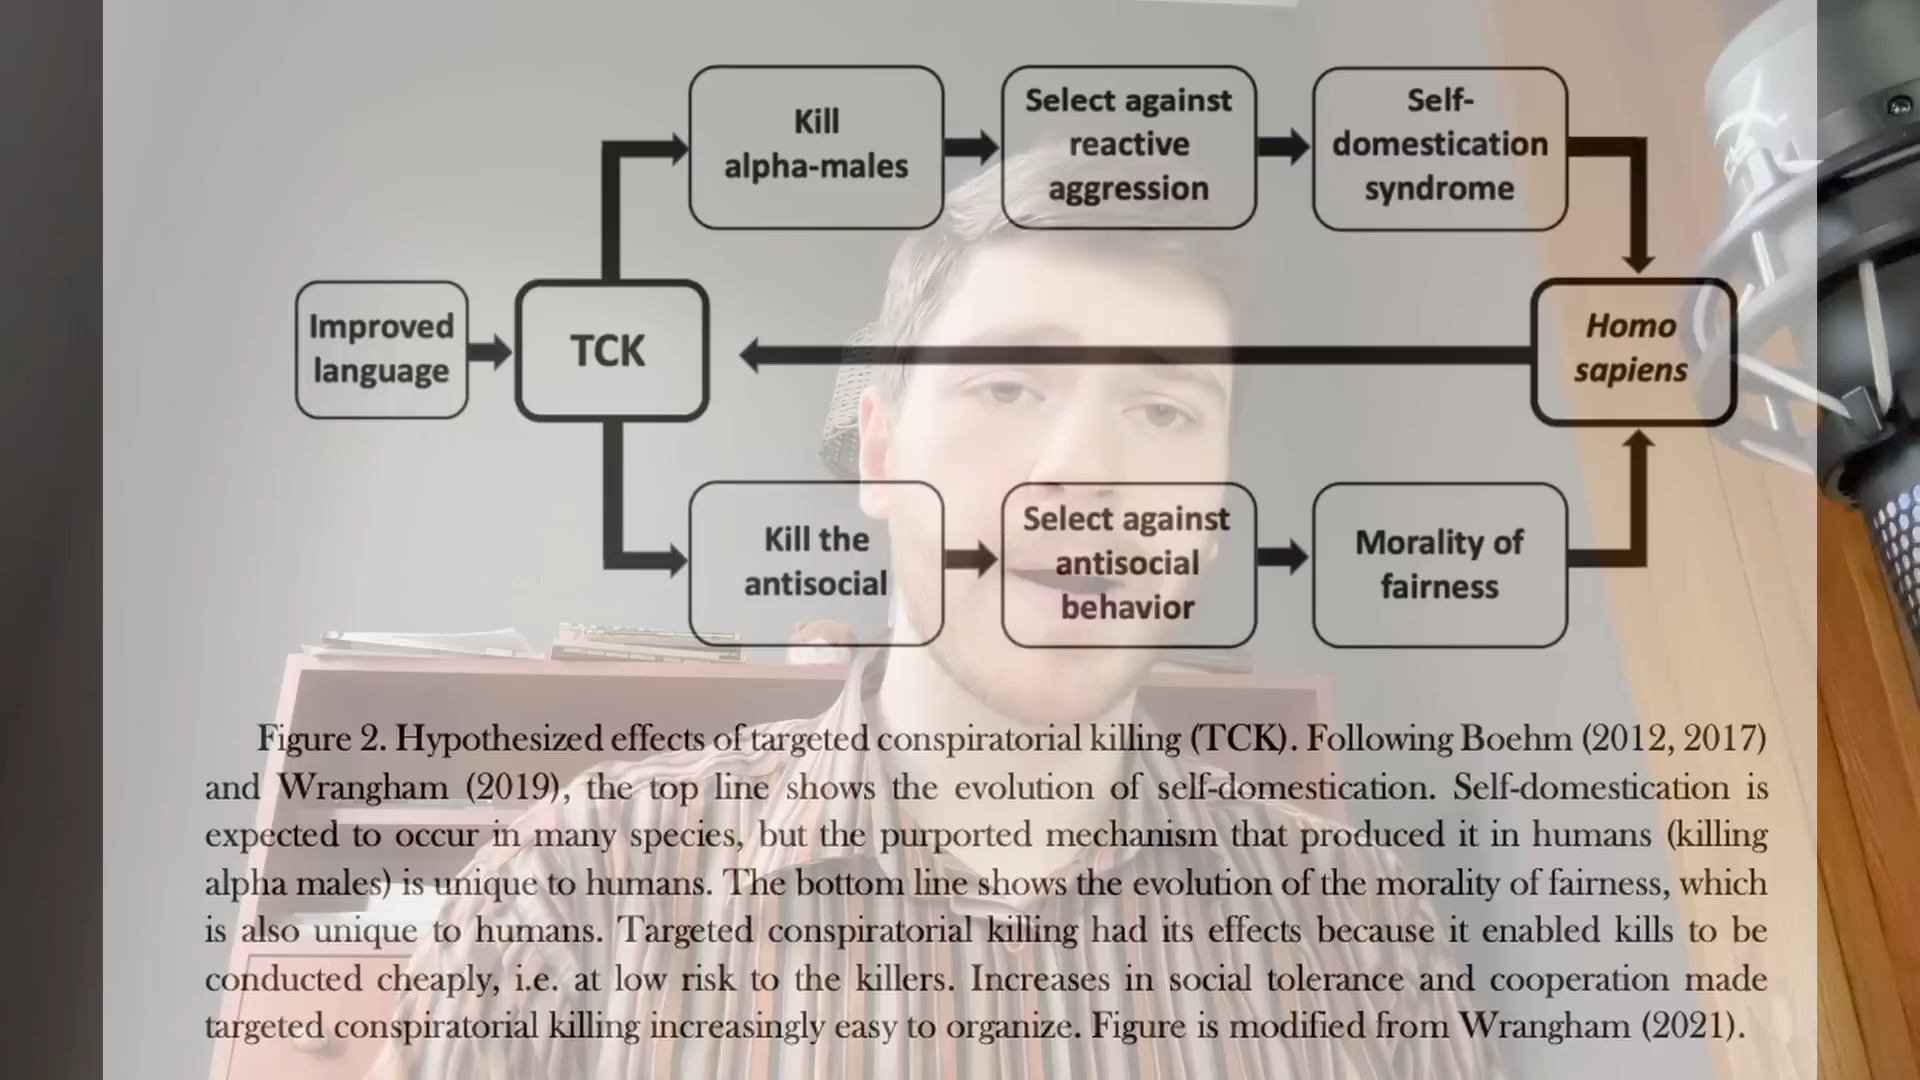 Kill
alpha-males
Select against
reactive
aggression
Self-
domestication
syndrome
Improved
language
TCK
Homo
sapiens
Kill the
antisocial
Select against
antisocial
behavior
Morality of
fairness
Figure 2. Hypothesized effects of targeted conspiratorial killing (TCK). Following Boehm (2012, 2017)
and Wrangham (2019), the top line shows the evolution of self-domestication. Self-domestication is
expected to occur in many species, but the purported mechanism that produced it in humans (killing
alpha males) is unique to humans. The bottom line shows the evolution of the morality of fairness, which
is also unique to humans. Targeted conspiratorial killing had its effects because it enabled kills to be
conducted cheaply, i.e. at low risk to the killers. Increases in social tolerance and cooperation made
targeted conspiratorial killing increasingly easy to organize. Figure is modified from Wrangham (2021).